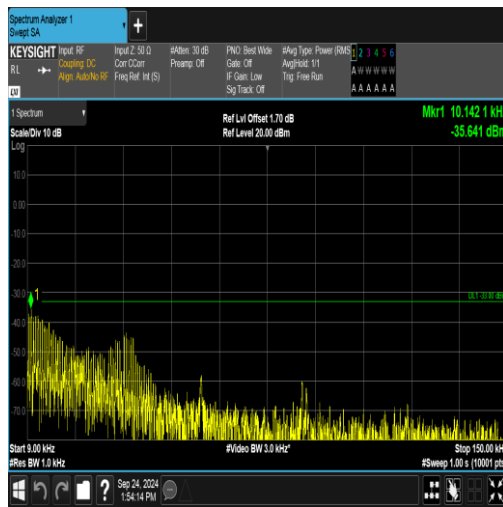 Spectrum Analyzer 1
Swept SA
KEYSIGHT
Input: RF
Coupling: DC
Align: Auto/No RF
Input Z: 50 Ω
Corr CCorr
Freq Ref: Int (S)
#Atten: 30 dB
Preamp: Off
PNO: Best Wide
Gate: Off
IF Gain: Low
Sig Track: Off
#Avg Type: Power (RMS
Avg|Hold: 1/1
Trig: Free Run
1 2 3 4 5 6
A W W W W W
A A A A A A
1 Spectrum
Scale/Div 10 dB
Ref Lvl Offset 1.70 dB
Ref Level 20.00 dBm
Mkr1 10.142 1 kHz
-35.641 dBm
Log
10.0
0.00
-10.0
-20.0
-30.0
1
-40.0
-50.0
-60.0
-70.0
Start 9.00 kHz
#Res BW 1.0 kHz
#Video BW 3.0 kHz*
Stop 150.00 kH
#Sweep 1.00 s (10001 pts
?
Sep 24, 2024
1:54:14 PM